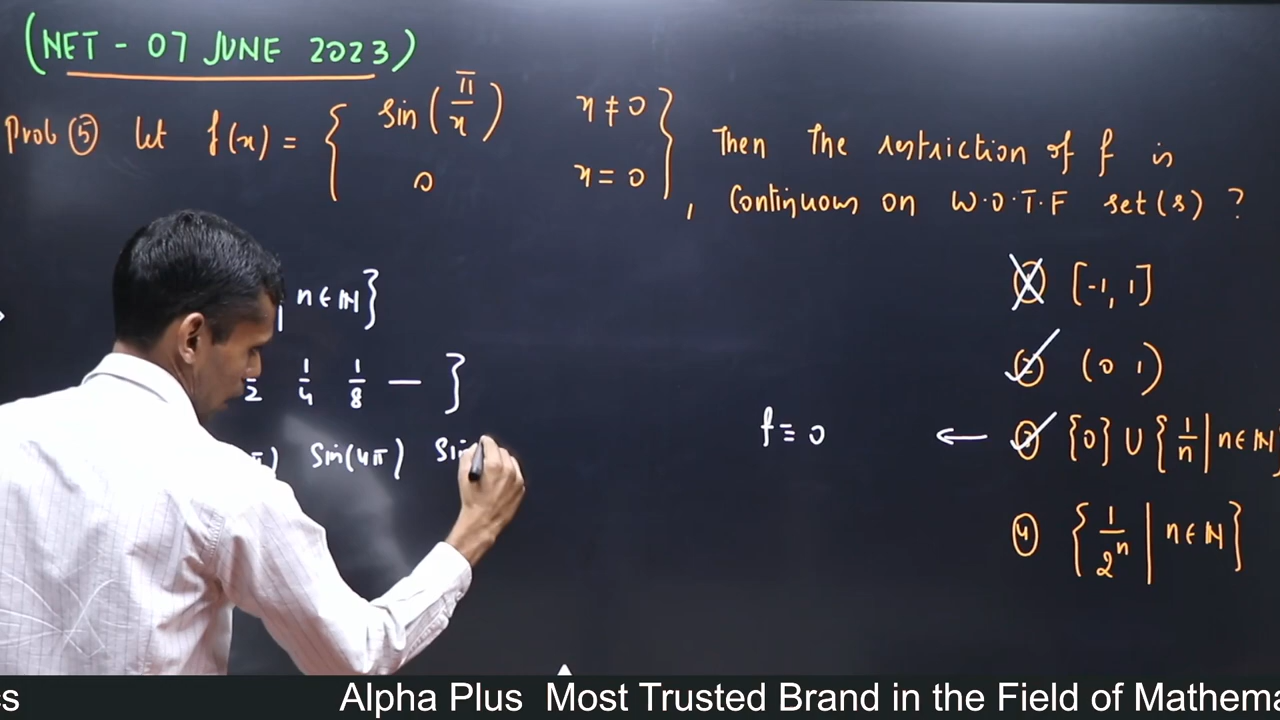 (NET - 07 JUNE 2023)
Prob ⑤ Let f(x) = { sin(π/x) x ≠ 0
0 x = 0 }, Then The restriction of f is
continuous on W.O.T.F set(s) ?
① [-1, 1]
② (0 1)
③ {0} ∪ {1/n | n ∈ ℕ}
④ {1/2ⁿ | n ∈ ℕ}
n ∈ ℕ}
1/4 1/8 — }
sin(4π)
f ≡ 0 ←
Alpha Plus Most Trusted Brand in the Field of